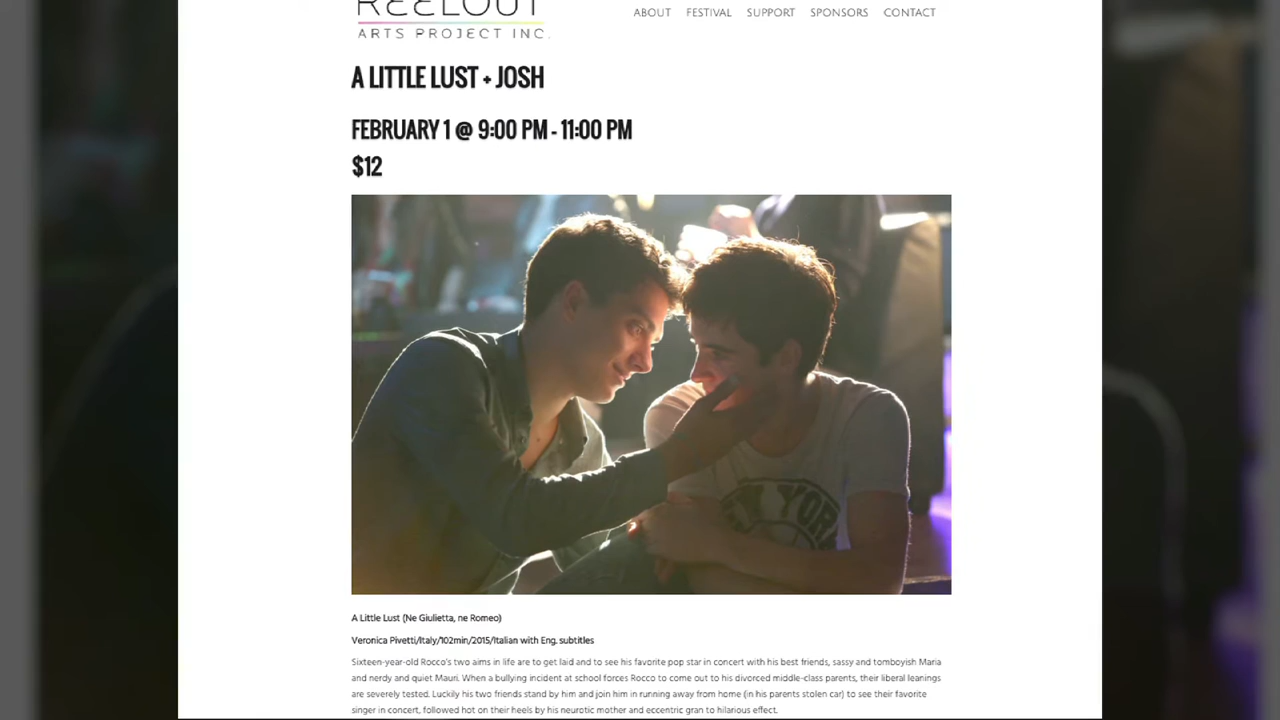 REELOUT
ABOUT FESTIVAL SUPPORT SPONSORS CONTACT
ARTS PROJECT INC.
A LITTLE LUST + JOSH
FEBRUARY 1 @ 9:00 PM - 11:00 PM
$12
NEW YORK
A Little Lust (Ne Giulietta, ne Romeo)
Veronica Pivetti/Italy/102min/2015/Italian with Eng. subtitles
Sixteen-year-old Rocco's two aims in life are to get laid and to see his favorite pop star in concert with his best friends, sassy and tomboyish Maria
and nerdy and quiet Mauri. When a bullying incident at school forces Rocco to come out to his divorced middle-class parents, their liberal leanings
are severely tested. Luckily his two friends stand by him and join him in running away from home (in his parents stolen car) to see their favorite
singer in concert, followed hot on their heels by his neurotic mother and eccentric gran to hilarious effect.